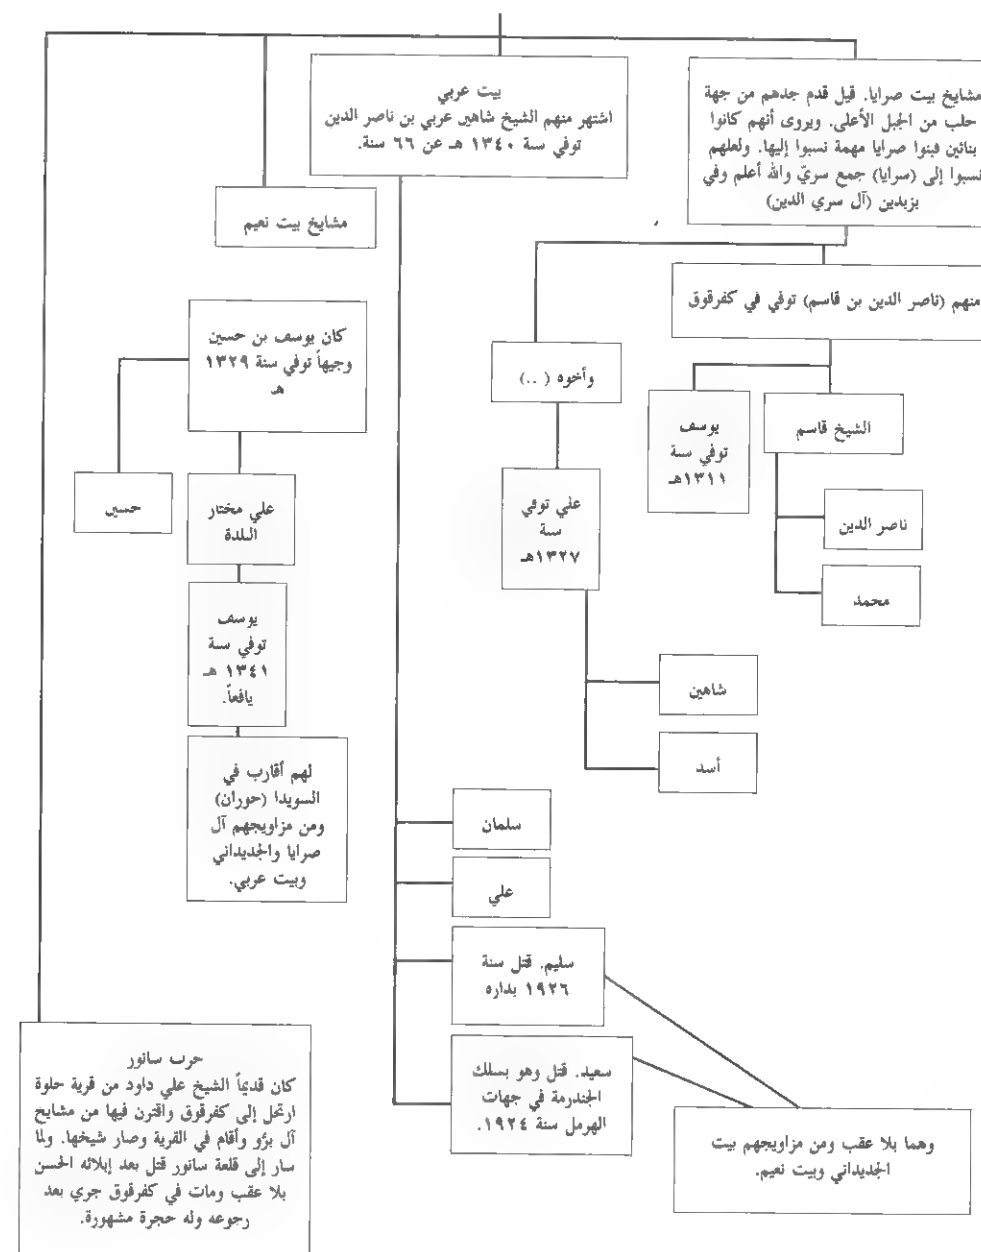 مشايخ بيت صرايا. قيل قدم جدهم من جهة
حلب من الجبل الأعلى. ويروى أنهم كانوا
بنائين فبنوا صرايا مهمة نسبوا إليها. ولعلهم
نسبوا إلى (سرايا) جمع سريّ والله أعلم وفي
بزبدين (آل سري الدين)
بيت عربي
اشتهر منهم الشيخ شاهين عربي بن ناصر الدين
توفي سنة ١٣٤٠ هـ عن ٦٦ سنة.
مشايخ بيت نعيم
منهم (ناصر الدين بن قاسم) توفي في كفرقوق
وأخوه (..)
يوسف
توفي سنة
١٣١١هـ
الشيخ قاسم
ناصر الدين
محمد
علي توفي
سنة
١٣٢٧هـ
شاهين
أسد
كان يوسف بن حسين
وجيهاً توفي سنة ١٣٢٩
هـ
حسين
علي مختار
البلدة
يوسف
توفي سنة
١٣٤١ هـ
يافعاً.
لهم أقارب في
السويدا (حوران)
ومن مزاويجهم آل
صرايا والجديداني
وبيت عربي.
سلمان
علي
سليم. قتل سنة
١٩٢٦ بداره
سعيد. قتل وهو بسلك
الجندرمة في جهات
الهرمل سنة ١٩٢٤.
وهما بلا عقب ومن مزاويجهم بيت
الجديداني وبيت نعيم.
حرب سانور
كان قديماً الشيخ علي داود من قرية حلوة
ارتحل إلى كفرقوق واقترن فيها من مشايخ
آل برّو وأقام في القرية وصار شيخها. ولما
سار إلى قلعة سانور قتل بعد إبلائه الحسن
بلا عقب ومات في كفرقوق جري بعد
رجوعه وله حجرة مشهورة.